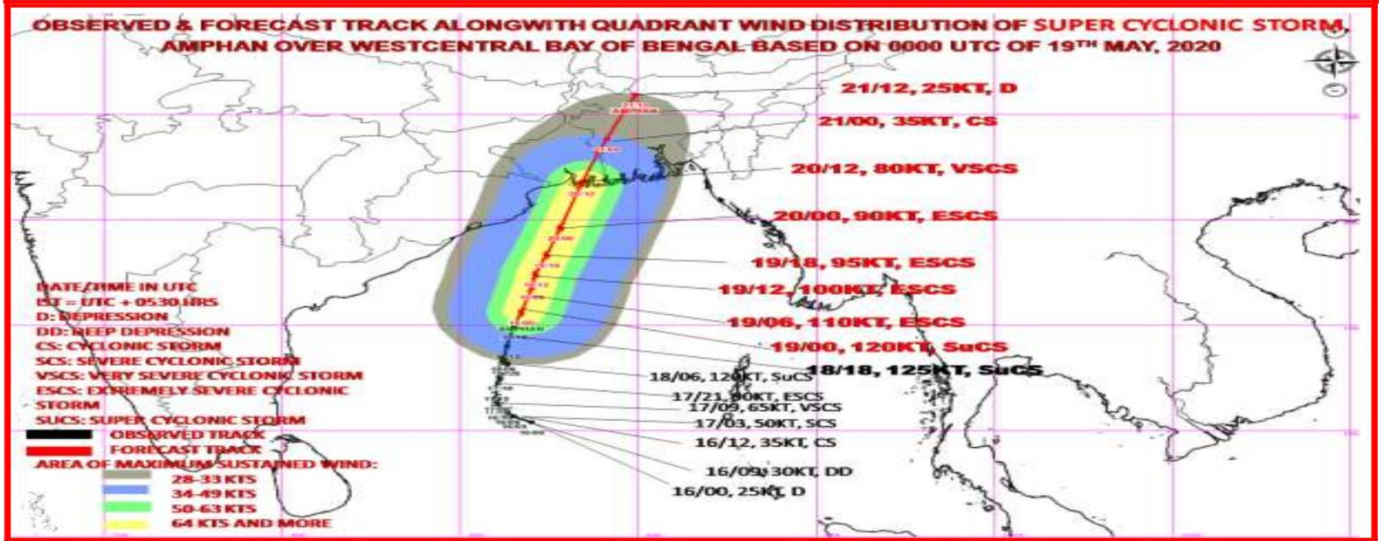 OBSERVED & FORECAST TRACK ALONGWITH QUADRANT WIND DISTRIBUTION OF SUPER CYCLONIC STORM,
AMPHAN OVER WESTCENTRAL BAY OF BENGAL BASED ON 0000 UTC OF 19TH MAY, 2020
21/12, 25KT, D
21/00, 35KT, CS
20/12, 80KT, VSCS
20/00, 90KT, ESCS
19/18, 95KT, ESCS
19/12, 100KT, ESCS
19/06, 110KT, ESCS
19/00, 120KT, SuCS
18/18, 125KT, SuCS
18/06, 120KT, SuCS
17/21, 90KT, ESCS
17/09, 65KT, VSCS
17/03, 50KT, SCS
16/12, 35KT, CS
16/09, 30KT, DD
16/00, 25KT, D
AMPHAN
AMPHAN
DATE/TIME IN UTC
IST = UTC + 0530 HRS
D: DEPRESSION
DD: DEEP DEPRESSION
CS: CYCLONIC STORM
SCS: SEVERE CYCLONIC STORM
VSCS: VERY SEVERE CYCLONIC STORM
ESCS: EXTREMELY SEVERE CYCLONIC
STORM
SUCS: SUPER CYCLONIC STORM
OBSERVED TRACK
FORECAST TRACK
AREA OF MAXIMUM SUSTAINED WIND:
28-33 KTS
34-49 KTS
50-63 KTS
64 KTS AND MORE